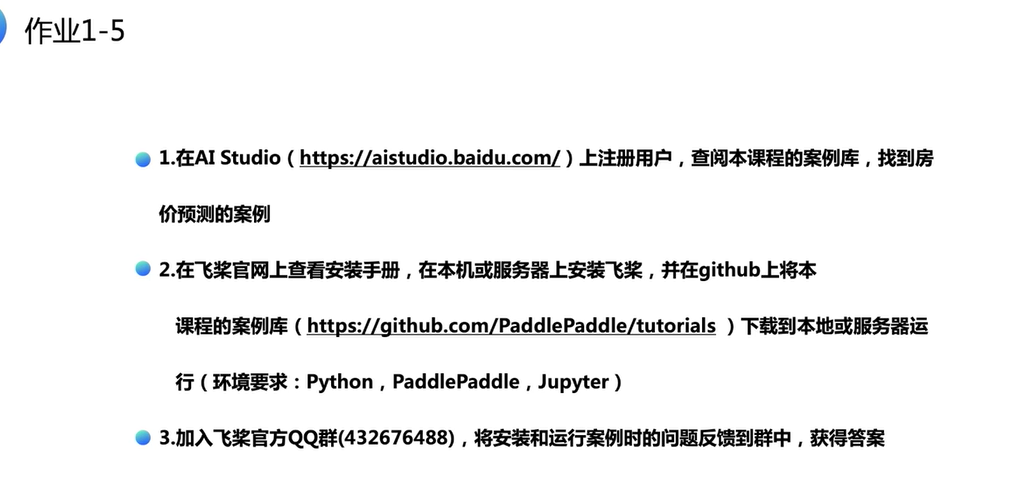 作业1-5
1.在AI Studio（https://aistudio.baidu.com/）上注册用户，查阅本课程的案例库，找到房
价预测的案例
2.在飞桨官网上查看安装手册，在本机或服务器上安装飞桨，并在github上将本
课程的案例库（https://github.com/PaddlePaddle/tutorials ）下载到本地或服务器运
行（环境要求：Python，PaddlePaddle，Jupyter）
3.加入飞桨官方QQ群(432676488)，将安装和运行案例时的问题反馈到群中，获得答案